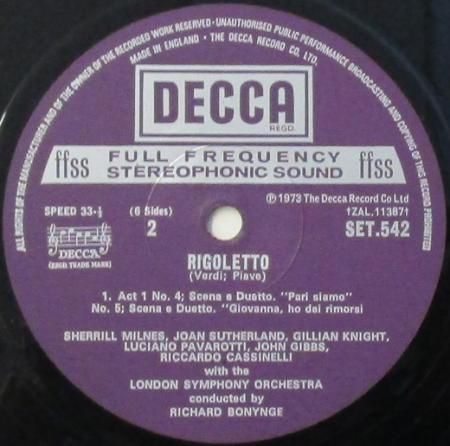 ALL RIGHTS OF THE MANUFACTURER AND OF THE OWNER OF THE RECORDED WORK RESERVED · UNAUTHORISED PUBLIC PERFORMANCE BROADCASTING AND COPYING OF THIS RECORD PROHIBITED
MADE IN ENGLAND · THE DECCA RECORD CO. LTD.
DECCA
REGD.
ffss FULL FREQUENCY STEREOPHONIC SOUND ffss
SPEED 33-⅓ (6 Sides) ℗ 1973 The Decca Record Co Ltd
2 †ZAL.11387†
SET.542
DECCA
(REGD. TRADE MARK)
RIGOLETTO
(Verdi; Piave)
1. Act 1 No. 4; Scena e Duetto. "Pari siamo"
No. 5; Scena e Duetto. "Giovanna, ho dei rimorsi
SHERRILL MILNES, JOAN SUTHERLAND, GILLIAN KNIGHT,
LUCIANO PAVAROTTI, JOHN GIBBS,
RICCARDO CASSINELLI
with the
LONDON SYMPHONY ORCHESTRA
conducted by
RICHARD BONYNGE